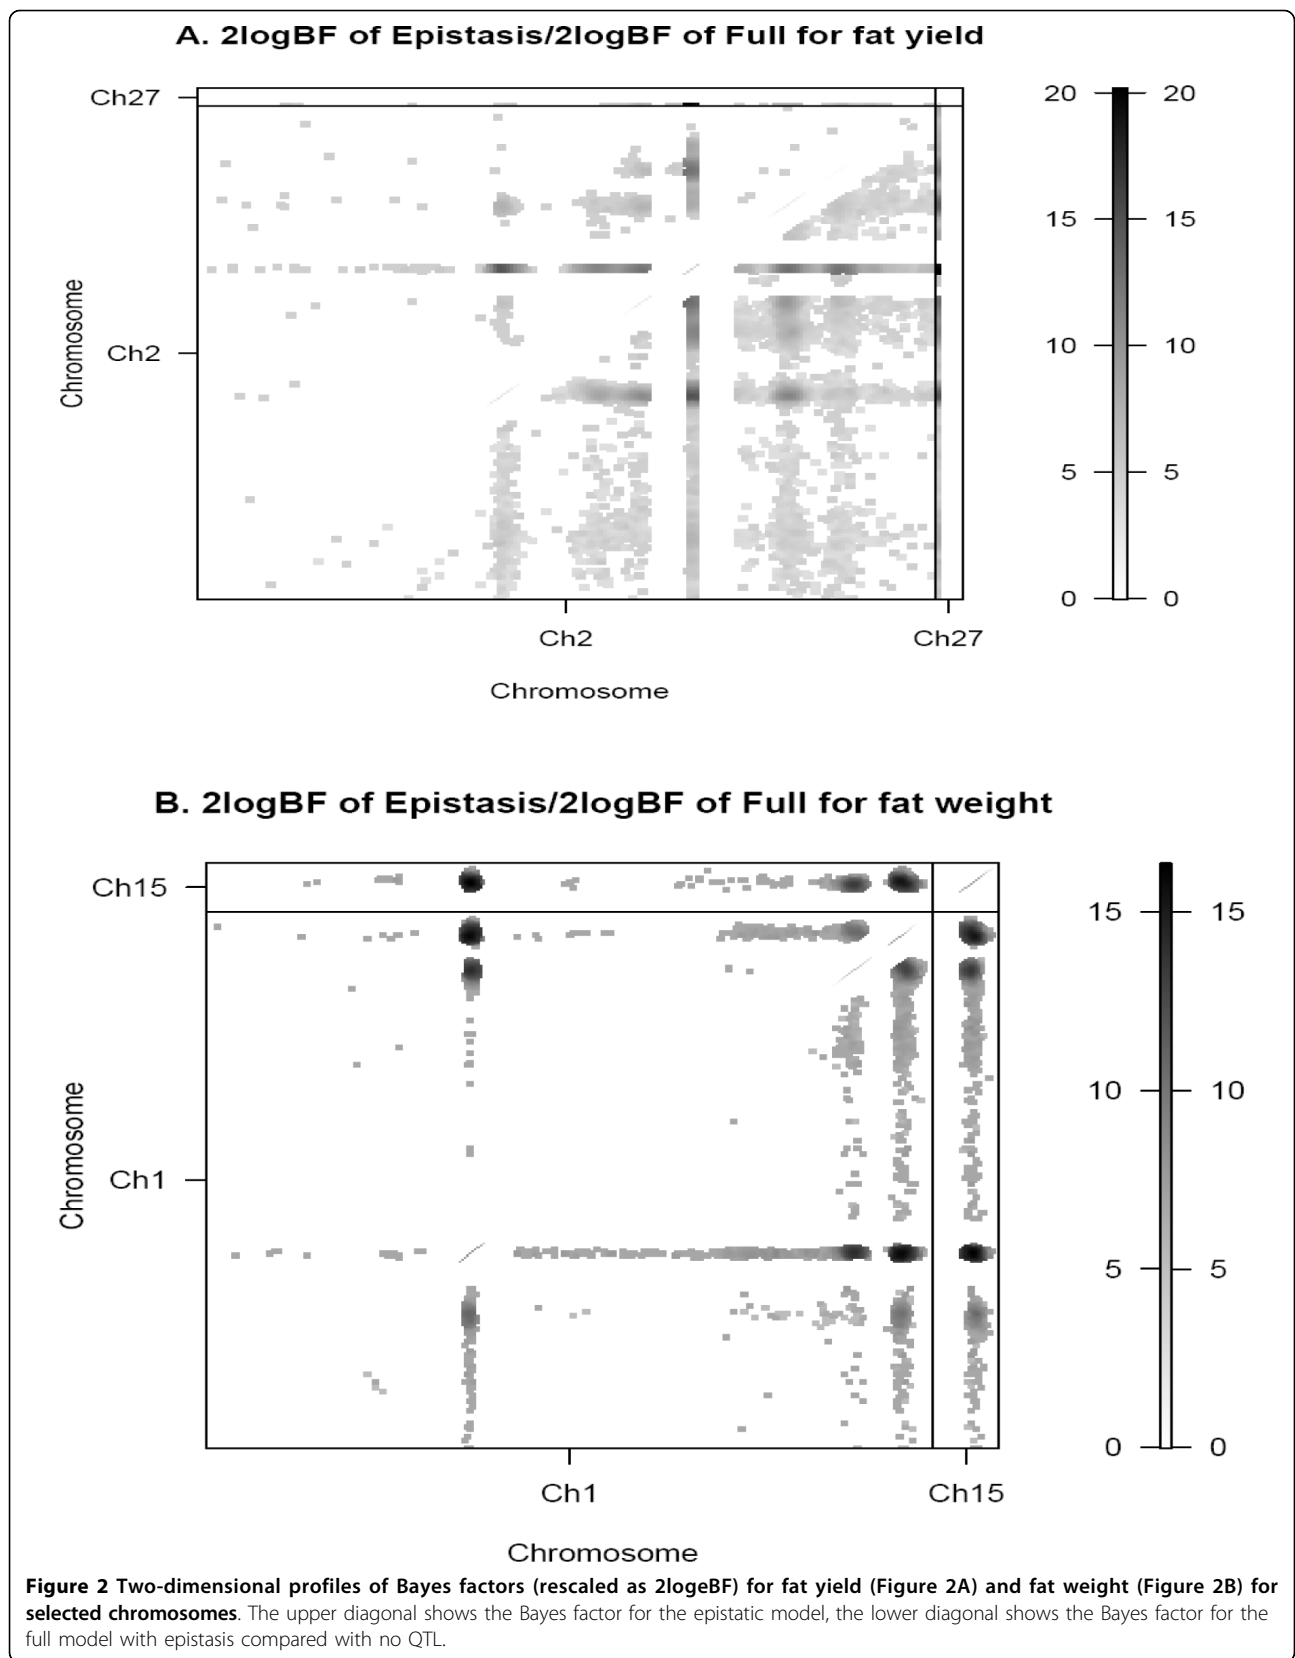 A. 2logBF of Epistasis/2logBF of Full for fat yield
Ch27
Ch2
Chromosome
Ch2
Ch27
Chromosome
20 20
15 15
10 10
5 5
0 0
B. 2logBF of Epistasis/2logBF of Full for fat weight
Ch15
Ch1
Chromosome
Ch1
Ch15
Chromosome
15 15
10 10
5 5
0 0
Figure 2 Two-dimensional profiles of Bayes factors (rescaled as 2logeBF) for fat yield (Figure 2A) and fat weight (Figure 2B) for
selected chromosomes. The upper diagonal shows the Bayes factor for the epistatic model, the lower diagonal shows the Bayes factor for the
full model with epistasis compared with no QTL.